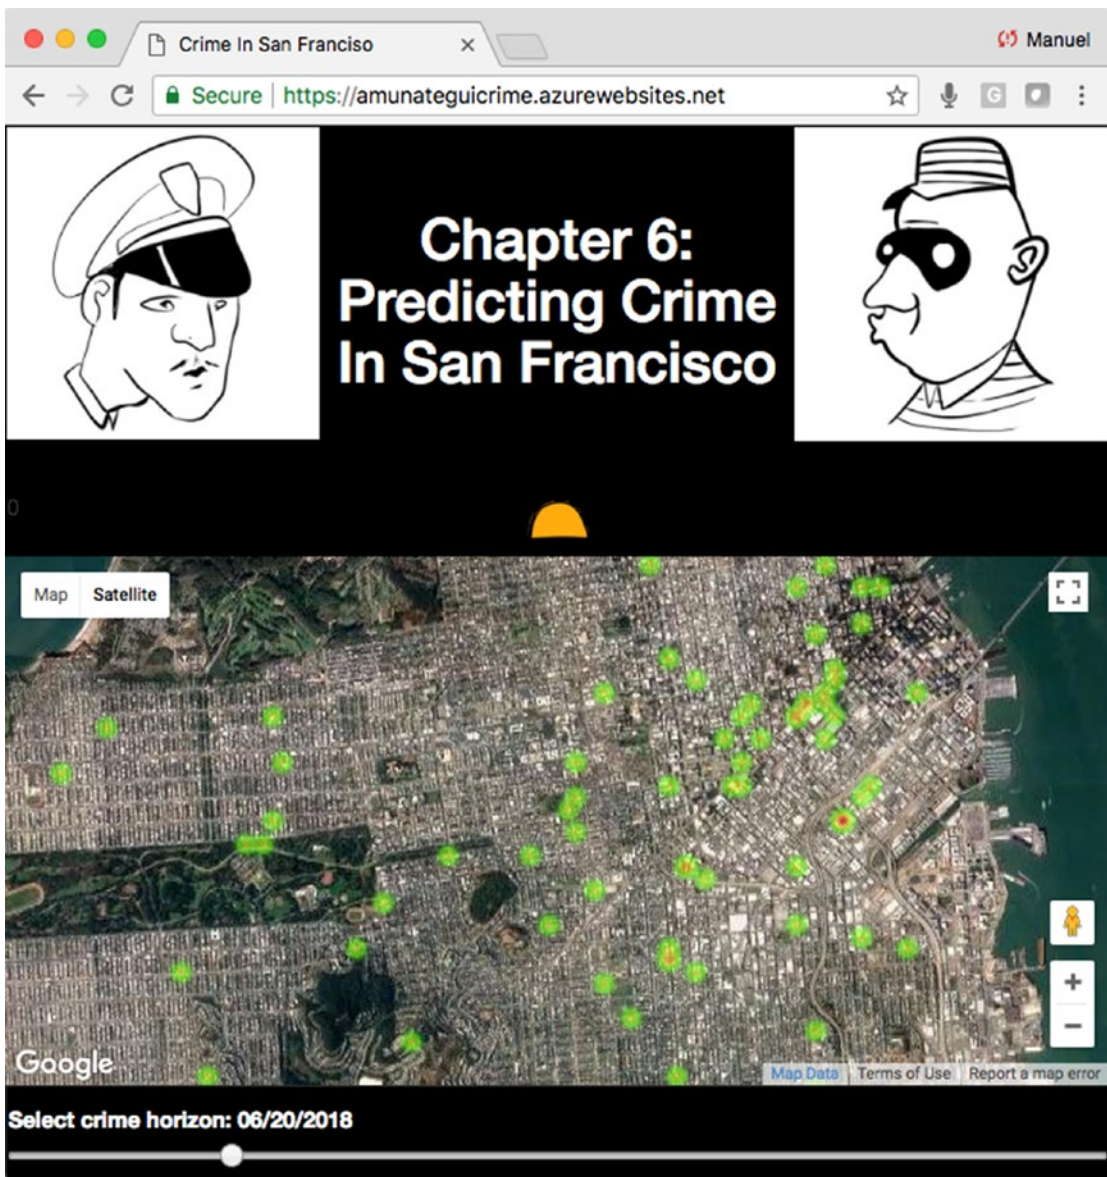 Crime In San Franciso
Manuel
Secure https://amunateguicrime.azurewebsites.net
Chapter 6:
Predicting Crime
In San Francisco
0
Map Satellite
Google
Map Data Terms of Use Report a map error
Select crime horizon: 06/20/2018